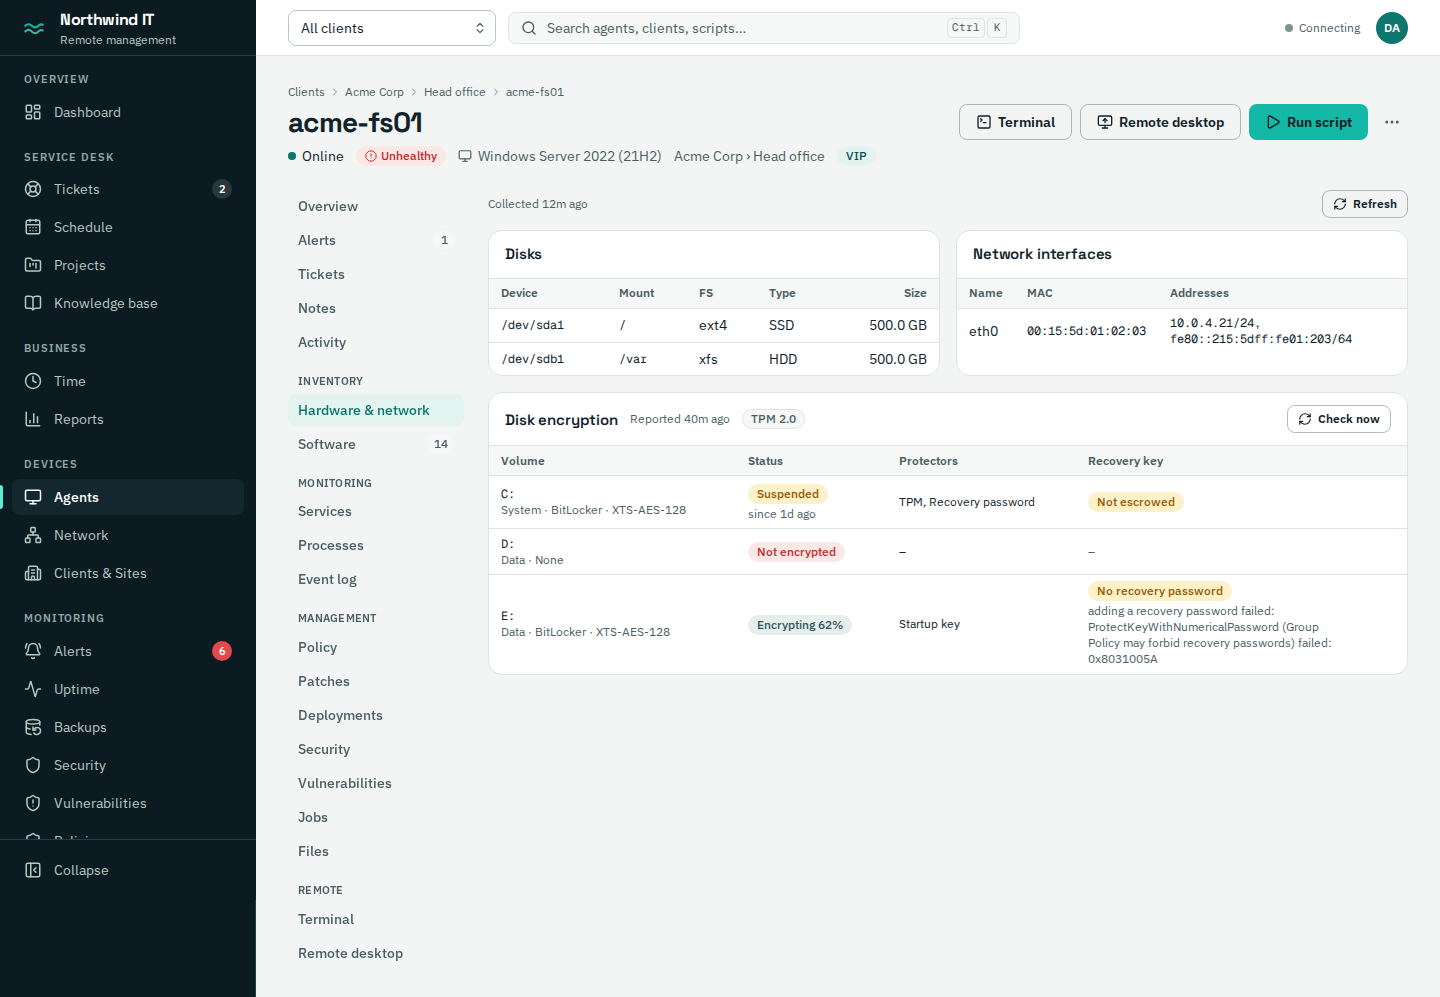 Northwind IT
Remote management
OVERVIEW
Dashboard
SERVICE DESK
Tickets 2
Schedule
Projects
Knowledge base
BUSINESS
Time
Reports
DEVICES
Agents
Network
Clients & Sites
MONITORING
Alerts 6
Uptime
Backups
Security
Vulnerabilities
Collapse
All clients
Search agents, clients, scripts...
Ctrl K
Connecting
DA
Clients > Acme Corp > Head office > acme-fs01
acme-fs01
Terminal
Remote desktop
Run script
Online
Unhealthy
Windows Server 2022 (21H2)
Acme Corp › Head office
VIP
Overview
Alerts 1
Tickets
Notes
Activity
INVENTORY
Hardware & network
Software 14
MONITORING
Services
Processes
Event log
MANAGEMENT
Policy
Patches
Deployments
Security
Vulnerabilities
Jobs
Files
REMOTE
Terminal
Remote desktop
Collected 12m ago
Refresh
Disks
Device Mount FS Type Size
/dev/sda1 / ext4 SSD 500.0 GB
/dev/sdb1 /var xfs HDD 500.0 GB
Network interfaces
Name MAC Addresses
eth0 00:15:5d:01:02:03 10.0.4.21/24,
fe80::215:5dff:fe01:203/64
Disk encryption Reported 40m ago TPM 2.0
Check now
Volume Status Protectors Recovery key
C:
System · BitLocker · XTS-AES-128
Suspended
since 1d ago
TPM, Recovery password
Not escrowed
D:
Data · None
Not encrypted
–
–
E:
Data · BitLocker · XTS-AES-128
Encrypting 62%
Startup key
No recovery password
adding a recovery password failed:
ProtectKeyWithNumericalPassword (Group
Policy may forbid recovery passwords) failed:
0x8031005A